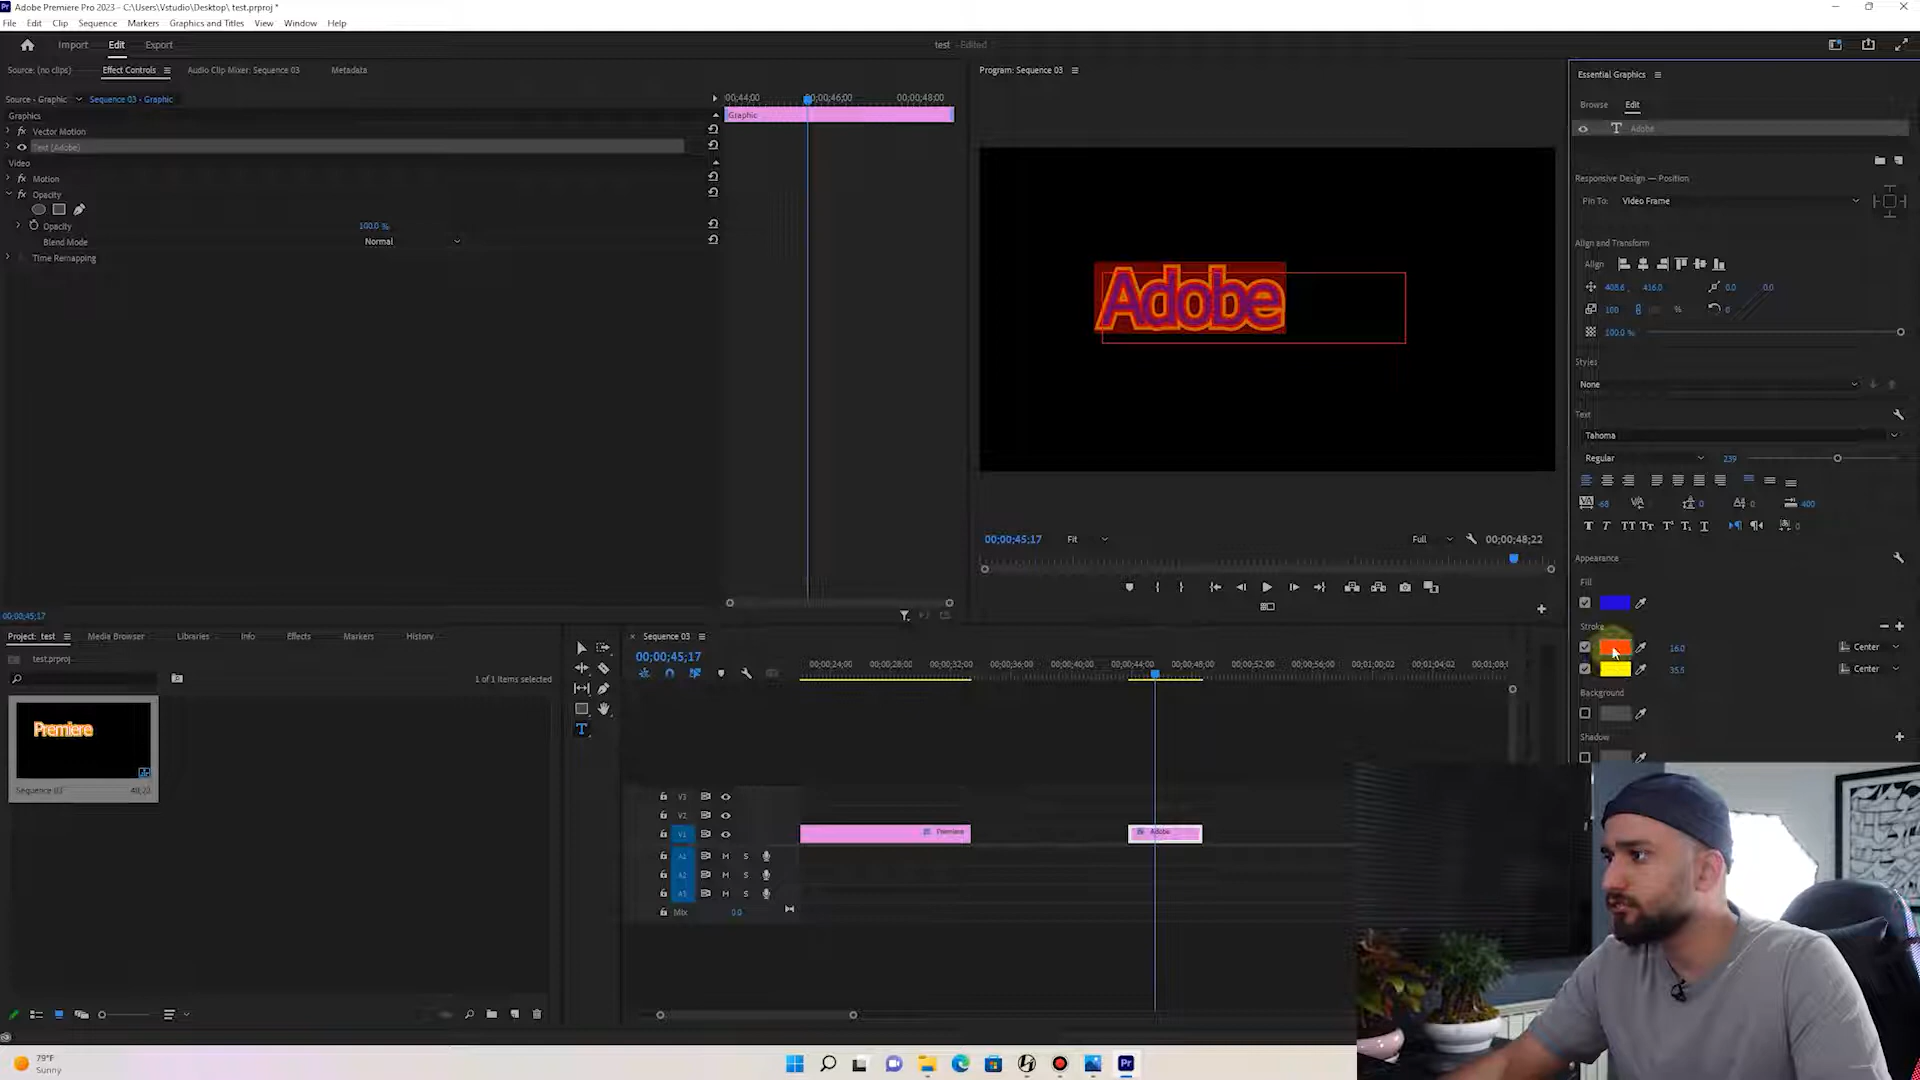 Adobe Premiere Pro 2023 - C:\Users\Vstudio\Desktop\ test.prproj *
File Edit Clip Sequence Markers Graphics and Titles View Window Help
Import Edit Export
test - Edited
Source: (no clips) Effect Controls Audio Clip Mixer: Sequence 03 Metadata
Program: Sequence 03
Essential Graphics
Source - Graphic Sequence 03 - Graphic
00;44;00 00;00;46;00 00;00;48;00
Graphic
Graphics
fx Vector Motion
Text (Adobe)
Video
fx Motion
fx Opacity
Opacity 100.0 %
Blend Mode Normal
Time Remapping
00;00;45;17
Adobe
00;00;45;17 Fit Full 00;00;48;22
Browse Edit
Adobe
Responsive Design — Position
Pin To: Video Frame
Align and Transform
Align
408.6 , 416.0 0.0 0.0
100 % 0
100.0 %
Styles
None
Text
Tahoma
Regular 239
-68 0 0 400
0
Appearance
Fill
Stroke
16.0 Center
35.5 Center
Background
Shadow
Project: test Media Browser Libraries Info Effects Markers History
test.prproj
1 of 1 items selected
Premiere
Sequence 03 48;20
Sequence 03
00;00;45;17
00;00;24;00 00;00;28;00 00;00;32;00 00;00;36;00 00;00;40;00 00;00;44;00 00;00;48;00 00;00;52;00 00;00;56;00 00;01;00;02 00;01;04;02 00;01;08;
V3
V2
V1 Premiere Adobe
A1 M S
A2 M S
A3 M S
Mix 0.0
79°F
Sunny
Pr